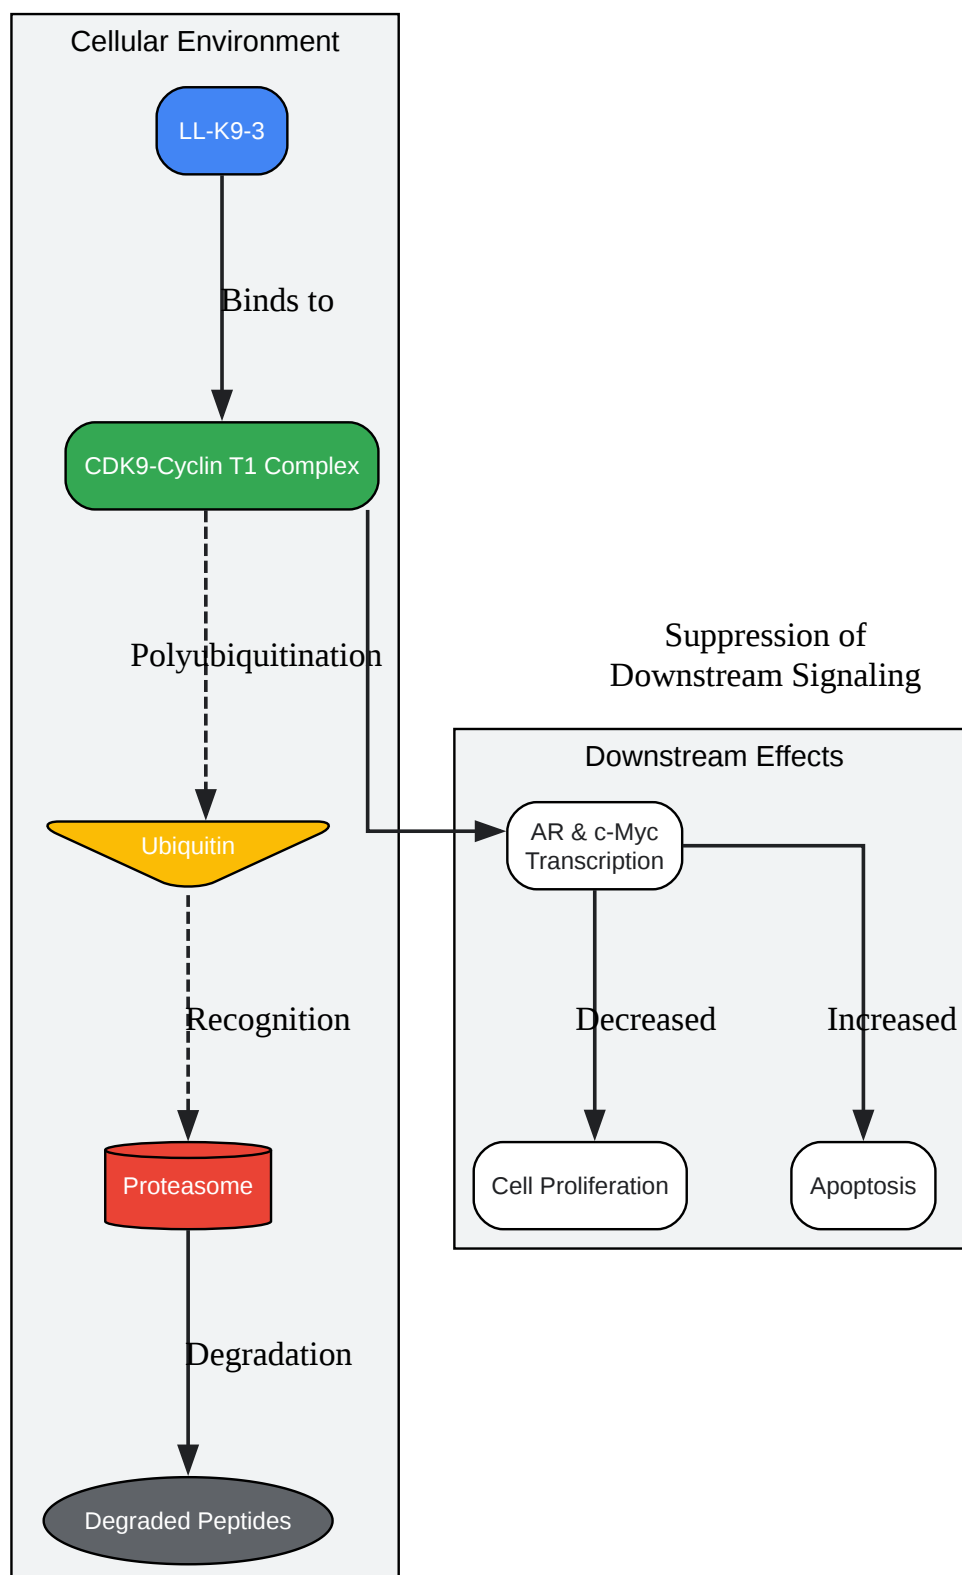 Cellular Environment
LL-K9-3
Binds to
CDK9-Cyclin T1 Complex
Polyubiquitination
Ubiquitin
Recognition
Proteasome
Degradation
Degraded Peptides
Suppression of
Downstream Signaling
Downstream Effects
AR & c-Myc
Transcription
Decreased
Increased
Cell Proliferation
Apoptosis